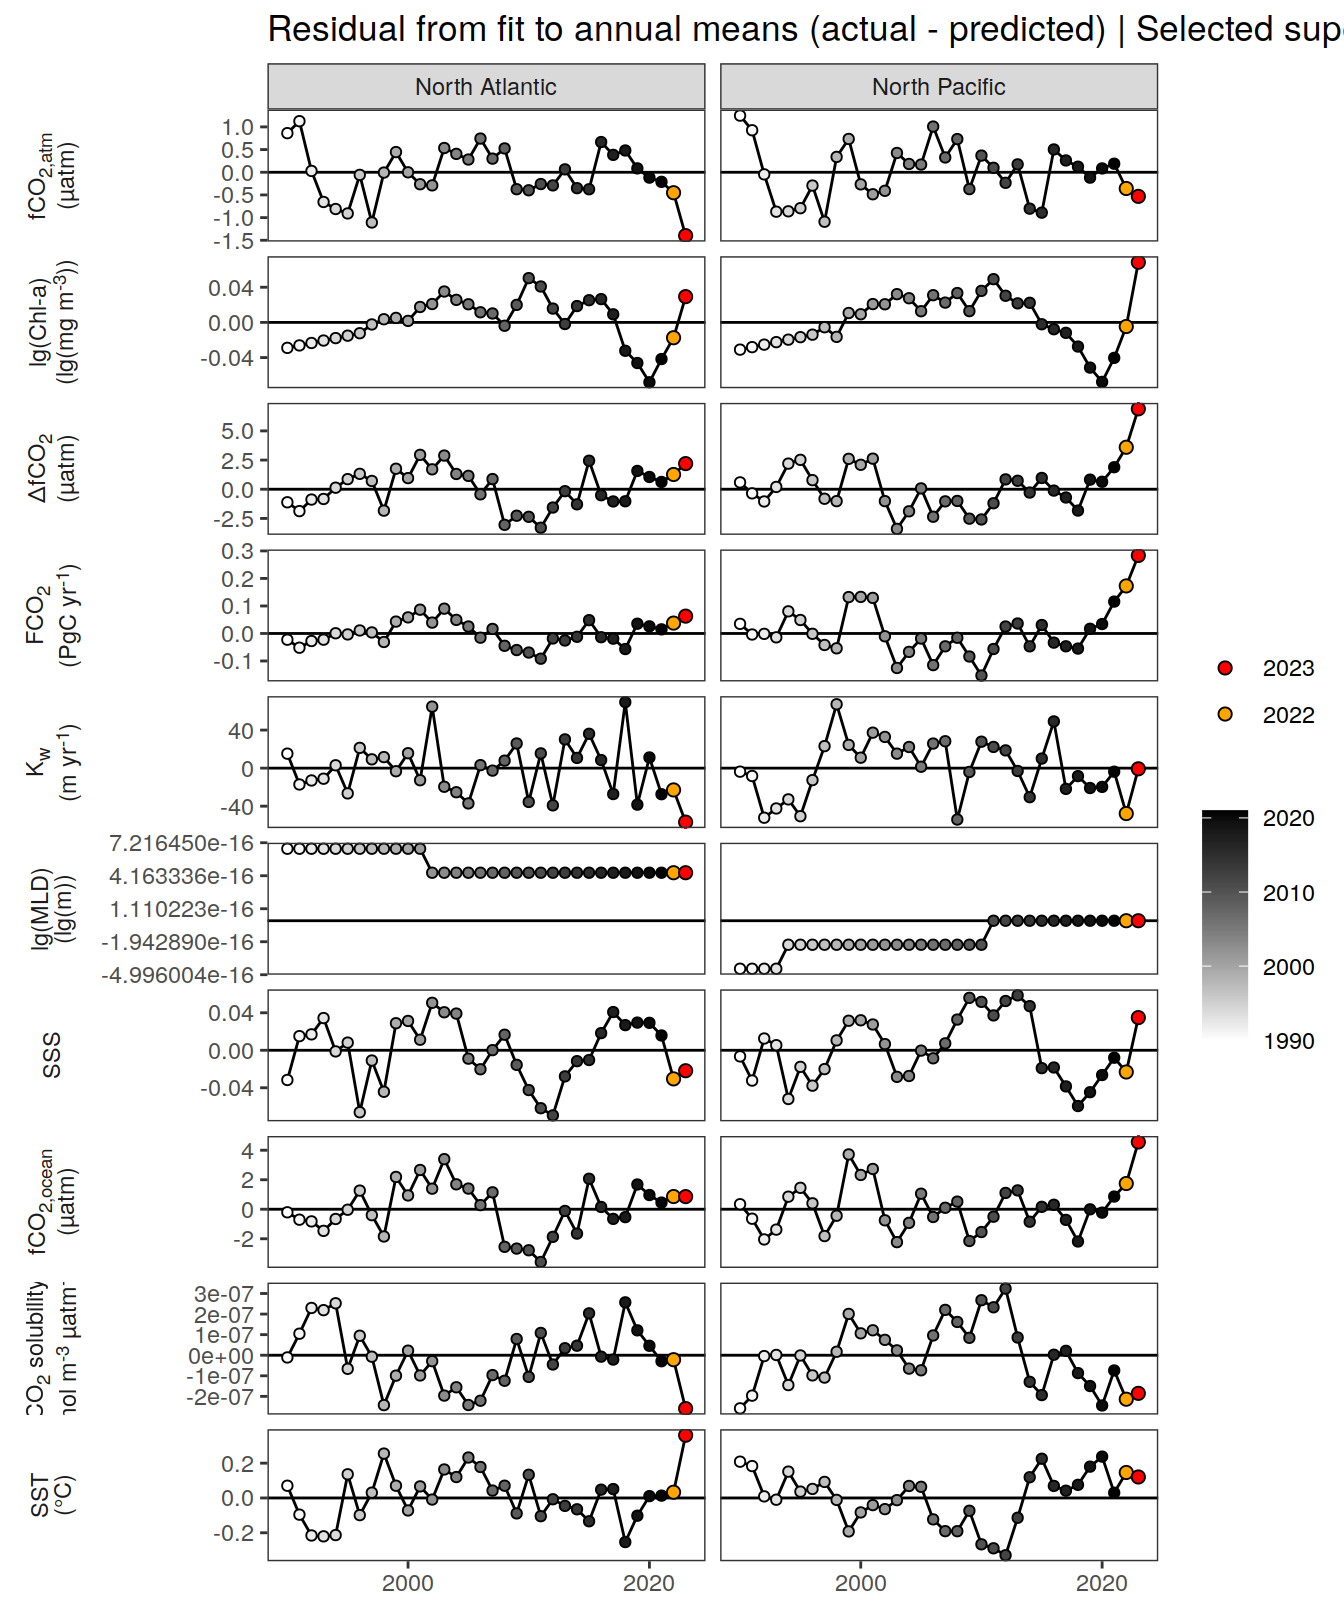 Residual from fit to annual means (actual - predicted) | Selected sup
North Atlantic
North Pacific
fCO2,atm
(µatm)
1.0
0.5
0.0
-0.5
-1.0
-1.5
lg(Chl-a)
(lg(mg m-3))
0.04
0.00
-0.04
ΔfCO2
(µatm)
5.0
2.5
0.0
-2.5
FCO2
(PgC yr-1)
0.3
0.2
0.1
0.0
-0.1
Kw
(m yr-1)
40
0
-40
lg(MLD)
(lg(m))
7.216450e-16
4.163336e-16
1.110223e-16
-1.942890e-16
-4.996004e-16
SSS
0.04
0.00
-0.04
fCO2,ocean
(µatm)
4
2
0
-2
CO2 solubility
nol m-3 µatm-
3e-07
2e-07
1e-07
0e+00
-1e-07
-2e-07
SST
(°C)
0.2
0.0
-0.2
2000
2020
2000
2020
2023
2022
2020
2010
2000
1990